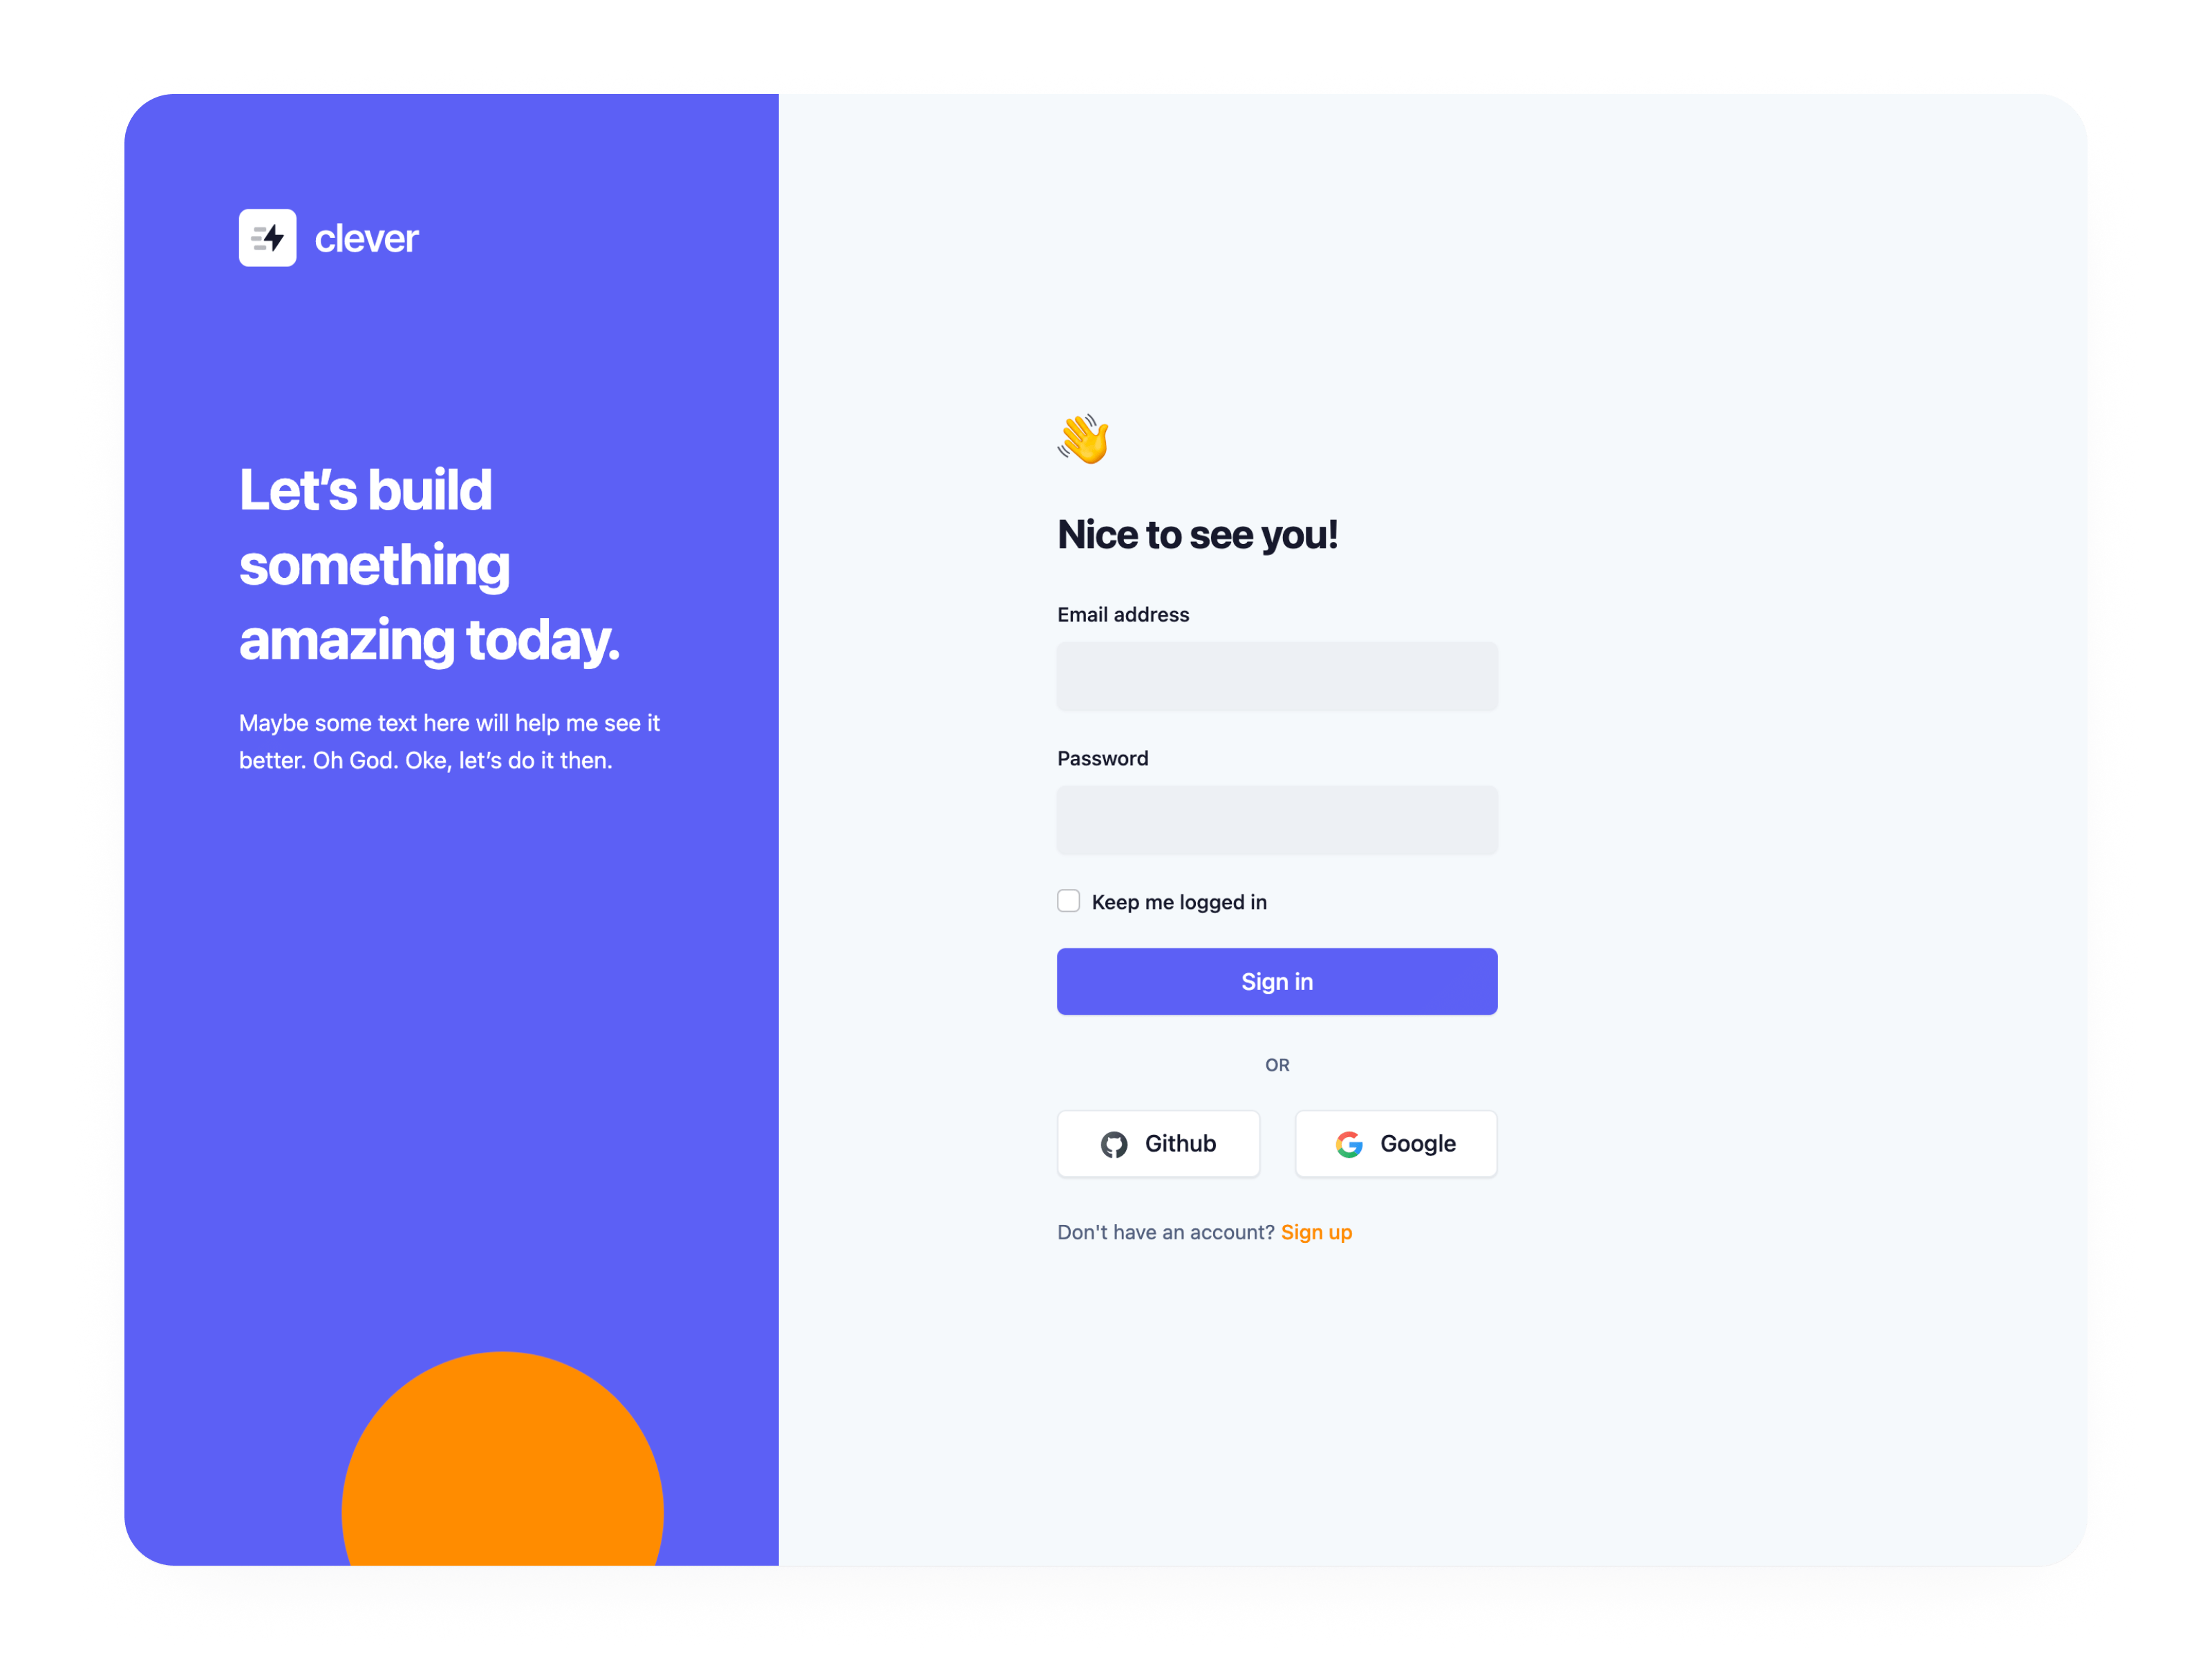 clever
Let’s build
something
amazing today.
Maybe some text here will help me see it
better. Oh God. Oke, let’s do it then.
Nice to see you!
Email address
Password
Keep me logged in
Sign in
OR
Github
Google
Don't have an account? Sign up